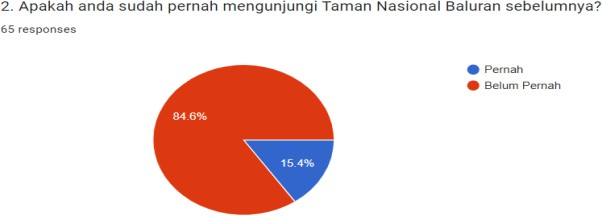 2. Apakah anda sudah pernah mengunjungi Taman Nasional Baluran sebelumnya?
65 responses
Pernah
Belum Pernah
84.6%
15.4%